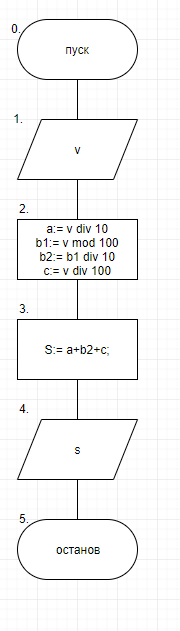 0.
пуск
1.
v
2.
a:= v div 10
b1:= v mod 100
b2:= b1 div 10
c:= v div 100
3.
S:= a+b2+c;
4.
s
5.
останов